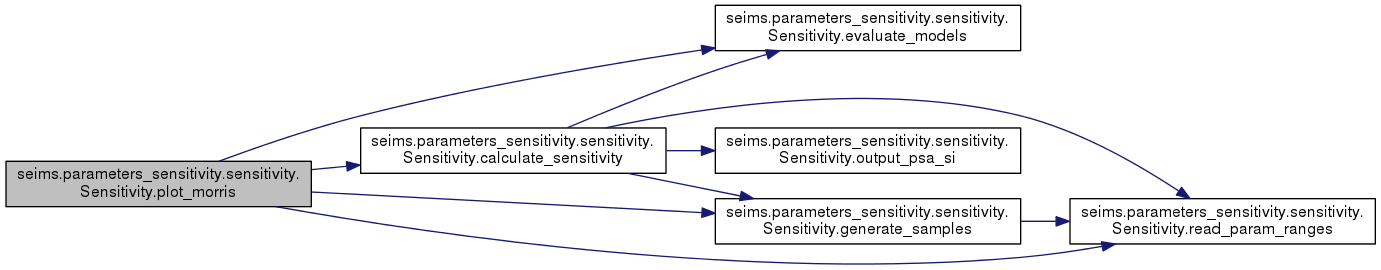 seims.parameters_sensitivity.sensitivity.
Sensitivity.plot_morris
seims.parameters_sensitivity.sensitivity.
Sensitivity.calculate_sensitivity
seims.parameters_sensitivity.sensitivity.
Sensitivity.evaluate_models
seims.parameters_sensitivity.sensitivity.
Sensitivity.output_psa_si
seims.parameters_sensitivity.sensitivity.
Sensitivity.generate_samples
seims.parameters_sensitivity.sensitivity.
Sensitivity.read_param_ranges